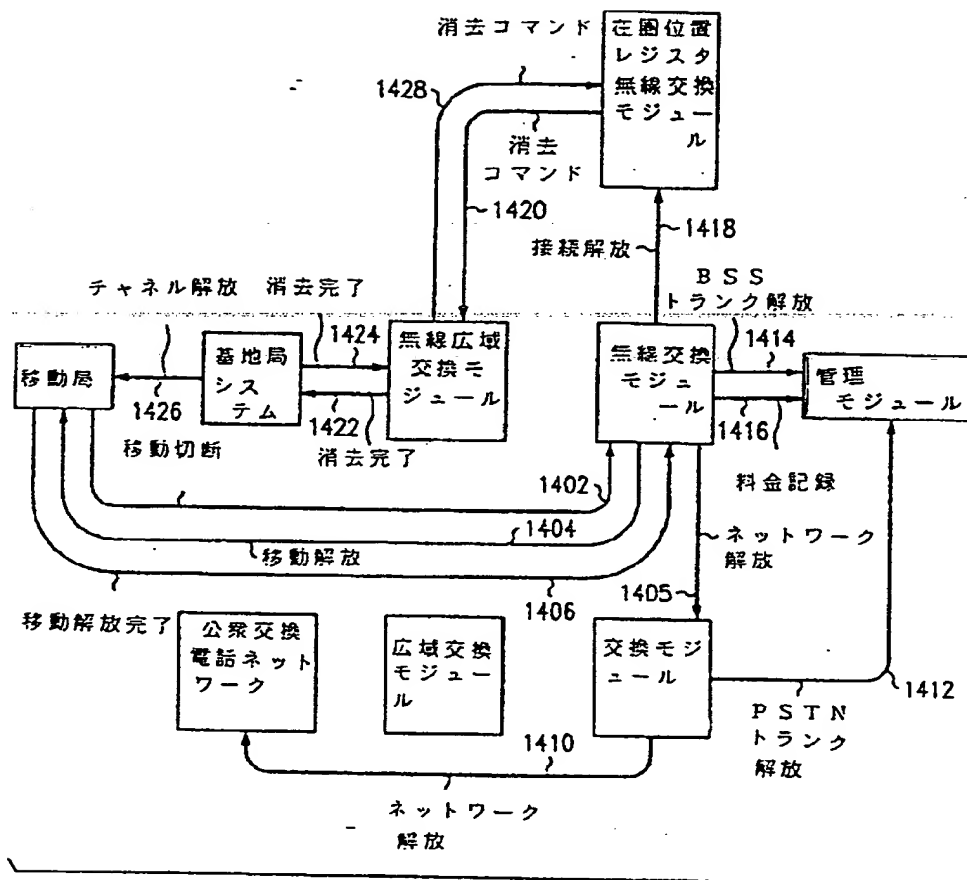 消去コマンド
在圏位置
レジスタ
無線交換
モジュー
ル
1428
消去
コマンド
1420
1418
接続解放
チャネル解放
消去完了
BSS
トランク解放
1424
1414
移動局
基地局
システム
無線広域
交換モ
ジュール
無線交換
モジュ
ール
管理
モジュール
1426
1422
1416
移動切断
消去完了
料金記録
1402
1404
移動解放
ネットワーク
解放
1405
1406
移動解放完了
公衆交換
電話ネット
ワーク
広域交換
モジュー
ル
交換モジ
ュール
1412
PSTN
トランク
解放
1410
ネットワーク
解放